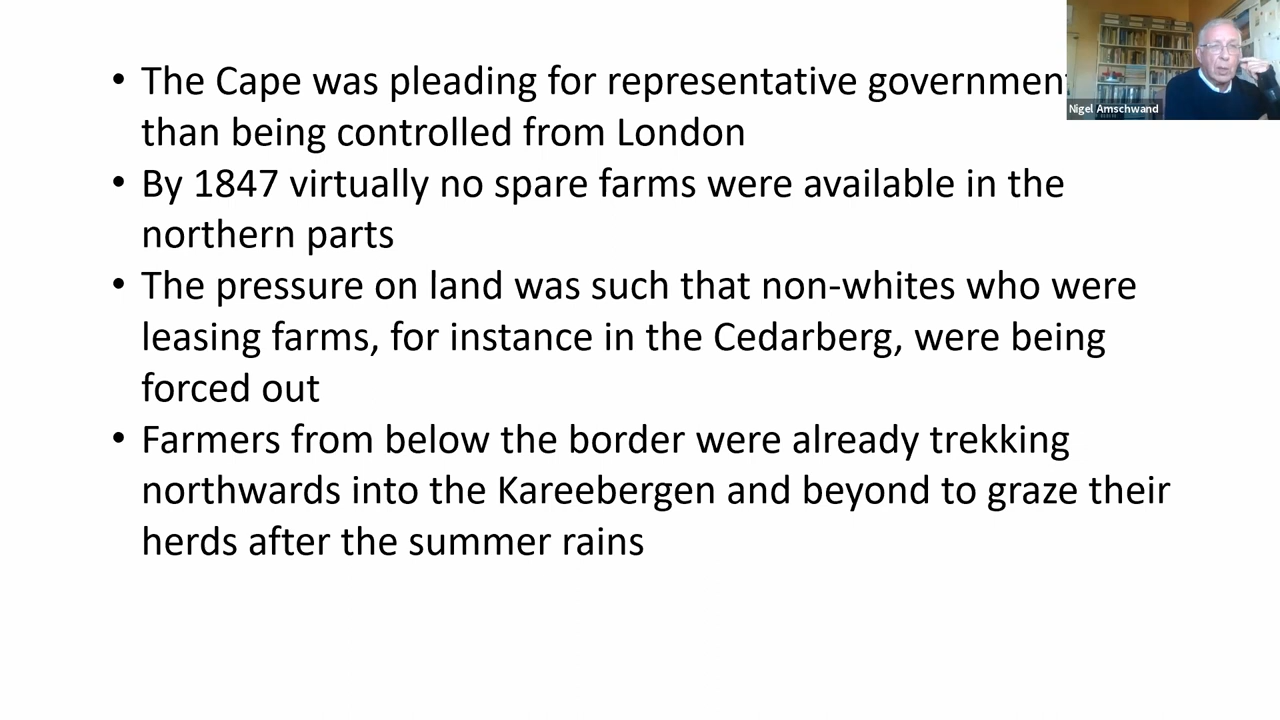 • The Cape was pleading for representative government
than being controlled from London
• By 1847 virtually no spare farms were available in the
northern parts
• The pressure on land was such that non-whites who were
leasing farms, for instance in the Cedarberg, were being
forced out
• Farmers from below the border were already trekking
northwards into the Kareebergen and beyond to graze their
herds after the summer rains
Nigel Amschwand